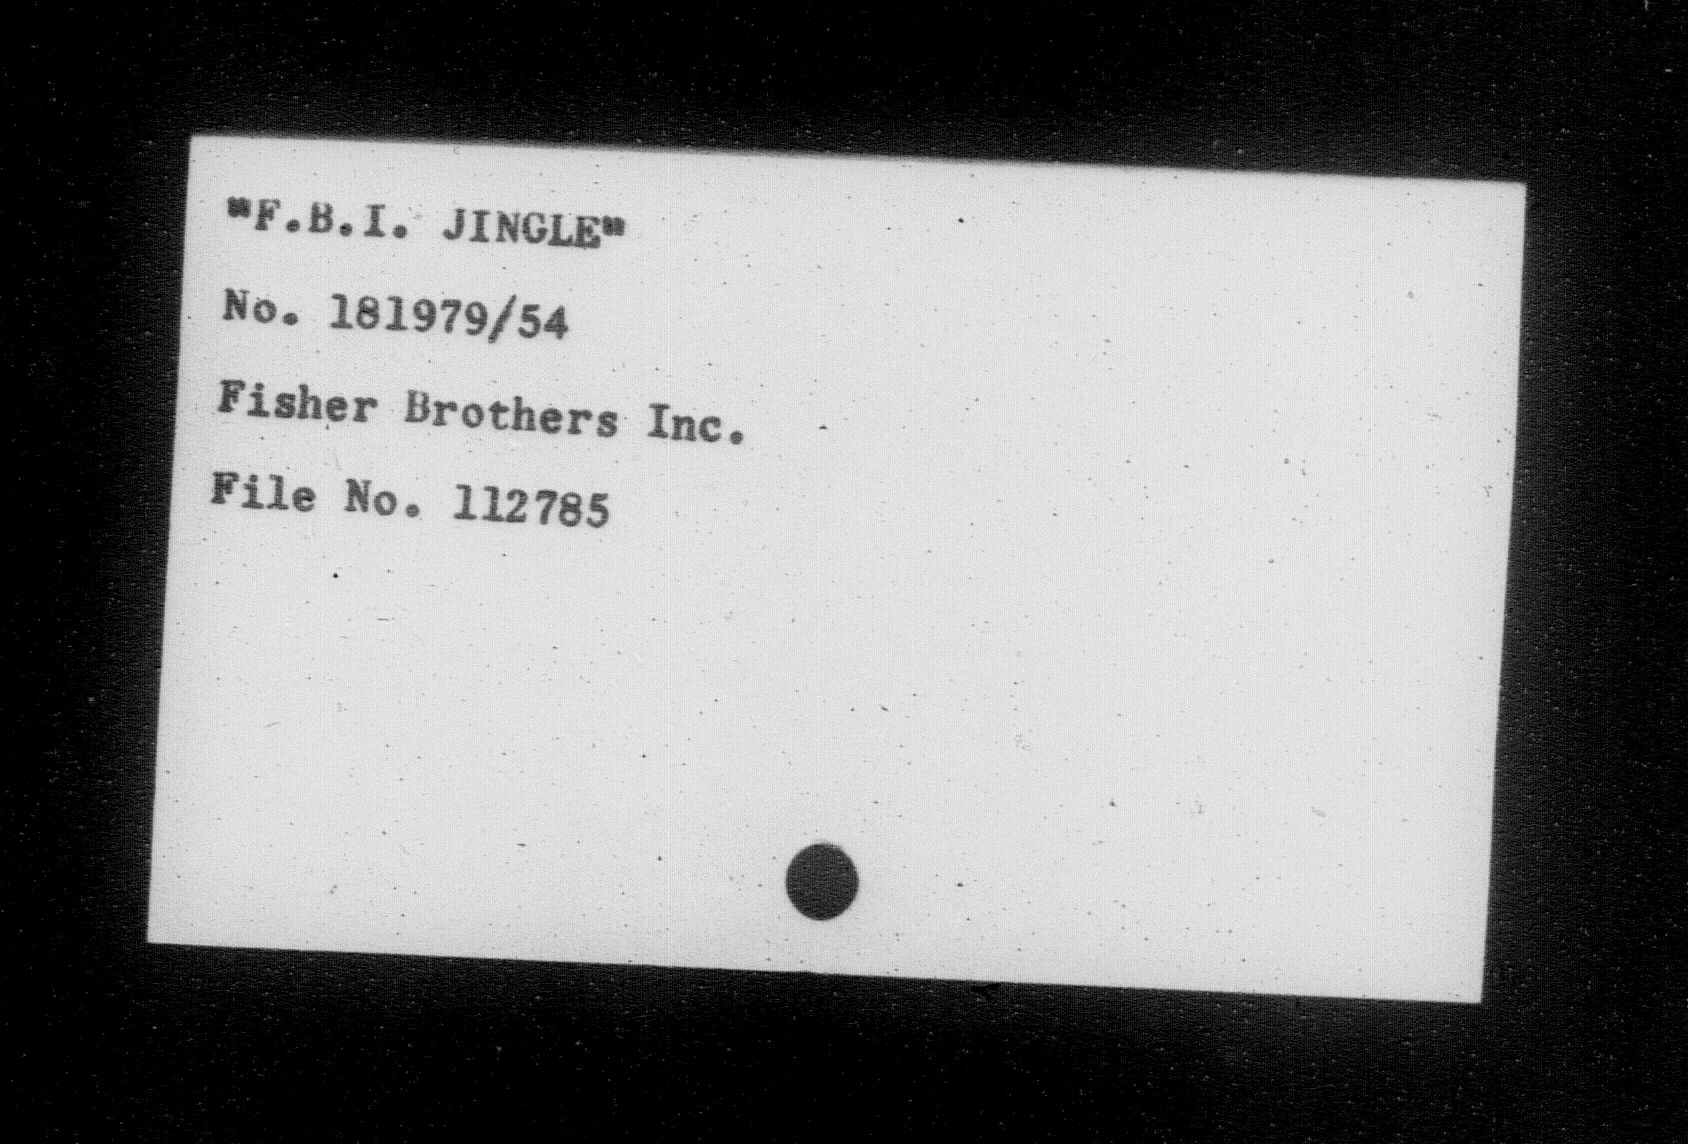 "F.B.I. JINGLE"
No. 181979/54
Fisher Brothers Inc.
File No. 112785